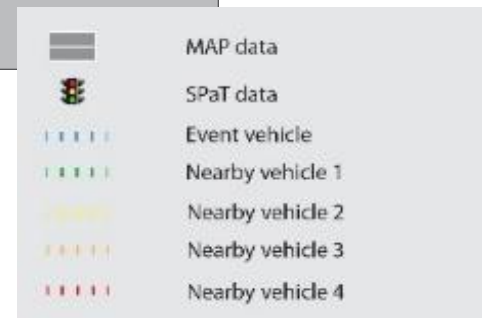 MAP data
SPaT data
Event vehicle
Nearby vehicle 1
Nearby vehicle 2
Nearby vehicle 3
Nearby vehicle 4